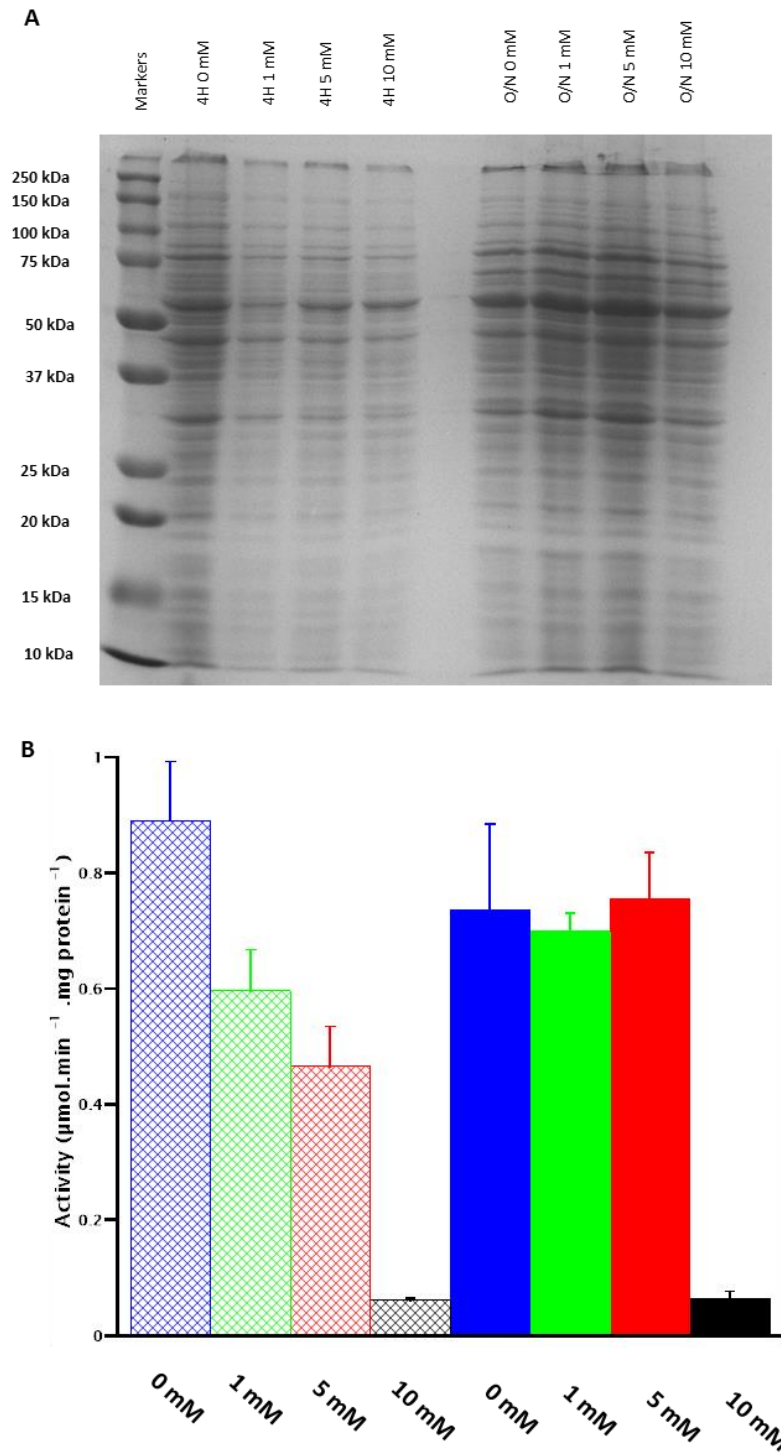 A
Markers
4H 0 mM
4H 1 mM
4H 5 mM
4H 10 mM
O/N 0 mM
O/N 1 mM
O/N 5 mM
O/N 10 mM
250 kDa
150 kDa
100 kDa
75 kDa
50 kDa
37 kDa
25 kDa
20 kDa
15 kDa
10 kDa
B
Activity (µmol.min⁻¹ .mg protein ⁻¹)
1
0.8
0.6
0.4
0.2
0
0 mM
1 mM
5 mM
10 mM
0 mM
1 mM
5 mM
10 mM